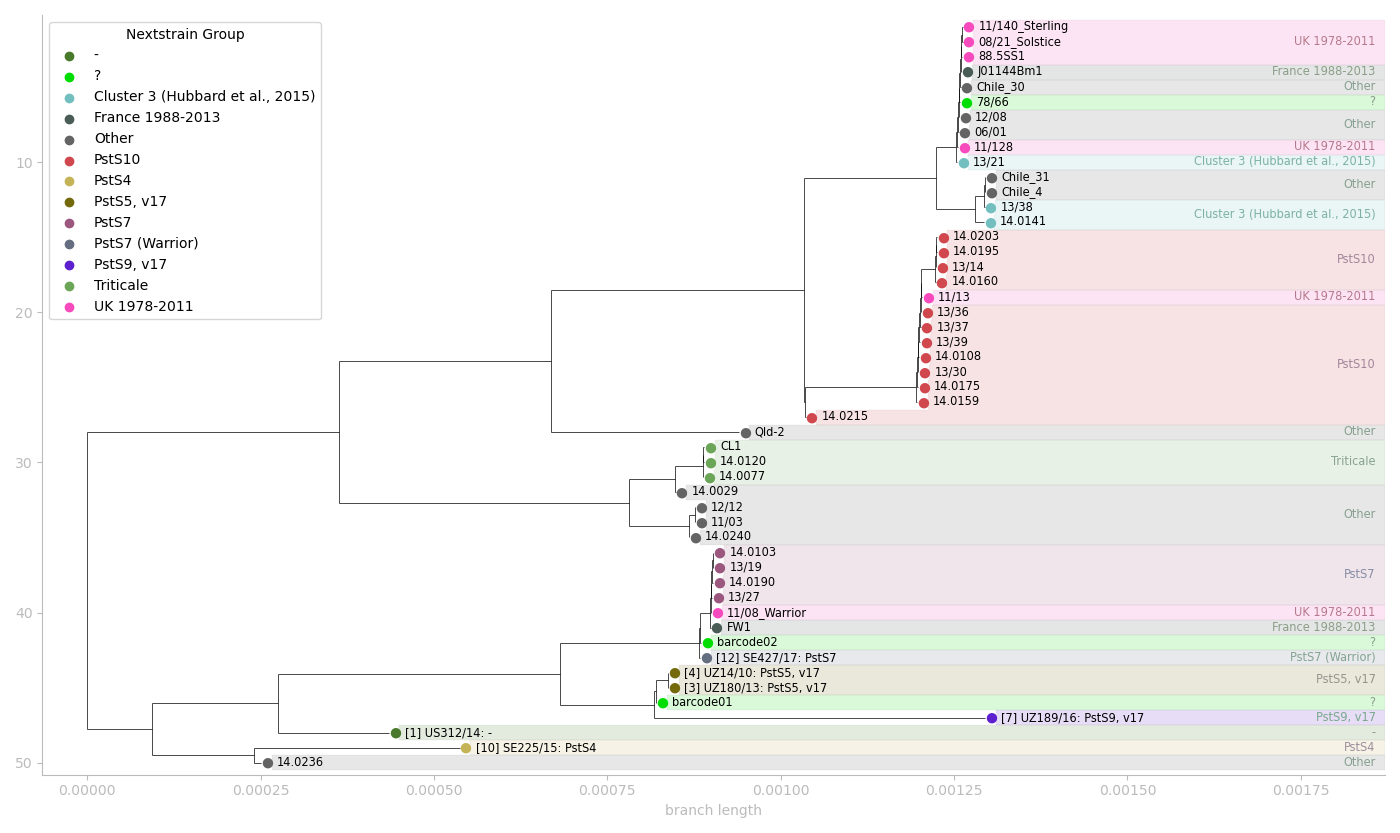 Nextstrain Group
-
?
Cluster 3 (Hubbard et al., 2015)
France 1988-2013
Other
PstS10
PstS4
PstS5, v17
PstS7
PstS7 (Warrior)
PstS9, v17
Triticale
UK 1978-2011
11/140_Sterling
08/21_Solstice UK 1978-2011
88.5SS1
J01144Bm1 France 1988-2013
Chile_30 Other
78/66 ?
12/08
Other
06/01
11/128 UK 1978-2011
13/21 Cluster 3 (Hubbard et al., 2015)
Chile_31
Other
Chile_4
13/38
Cluster 3 (Hubbard et al., 2015)
14.0141
14.0203
14.0195
PstS10
13/14
14.0160
11/13 UK 1978-2011
13/36
13/37
13/39
14.0108
PstS10
13/30
14.0175
14.0159
14.0215
Qld-2 Other
CL1
14.0120 Triticale
14.0077
14.0029
12/12
Other
11/03
14.0240
14.0103
13/19
PstS7
14.0190
13/27
11/08_Warrior UK 1978-2011
FW1 France 1988-2013
barcode02 ?
[12] SE427/17: PstS7 PstS7 (Warrior)
[4] UZ14/10: PstS5, v17
PstS5, v17
[3] UZ180/13: PstS5, v17
barcode01 ?
[7] UZ189/16: PstS9, v17 PstS9, v17
[1] US312/14: - -
[10] SE225/15: PstS4 PstS4
14.0236 Other
10
20
30
40
50
0.00000 0.00025 0.00050 0.00075 0.00100 0.00125 0.00150 0.00175
branch length